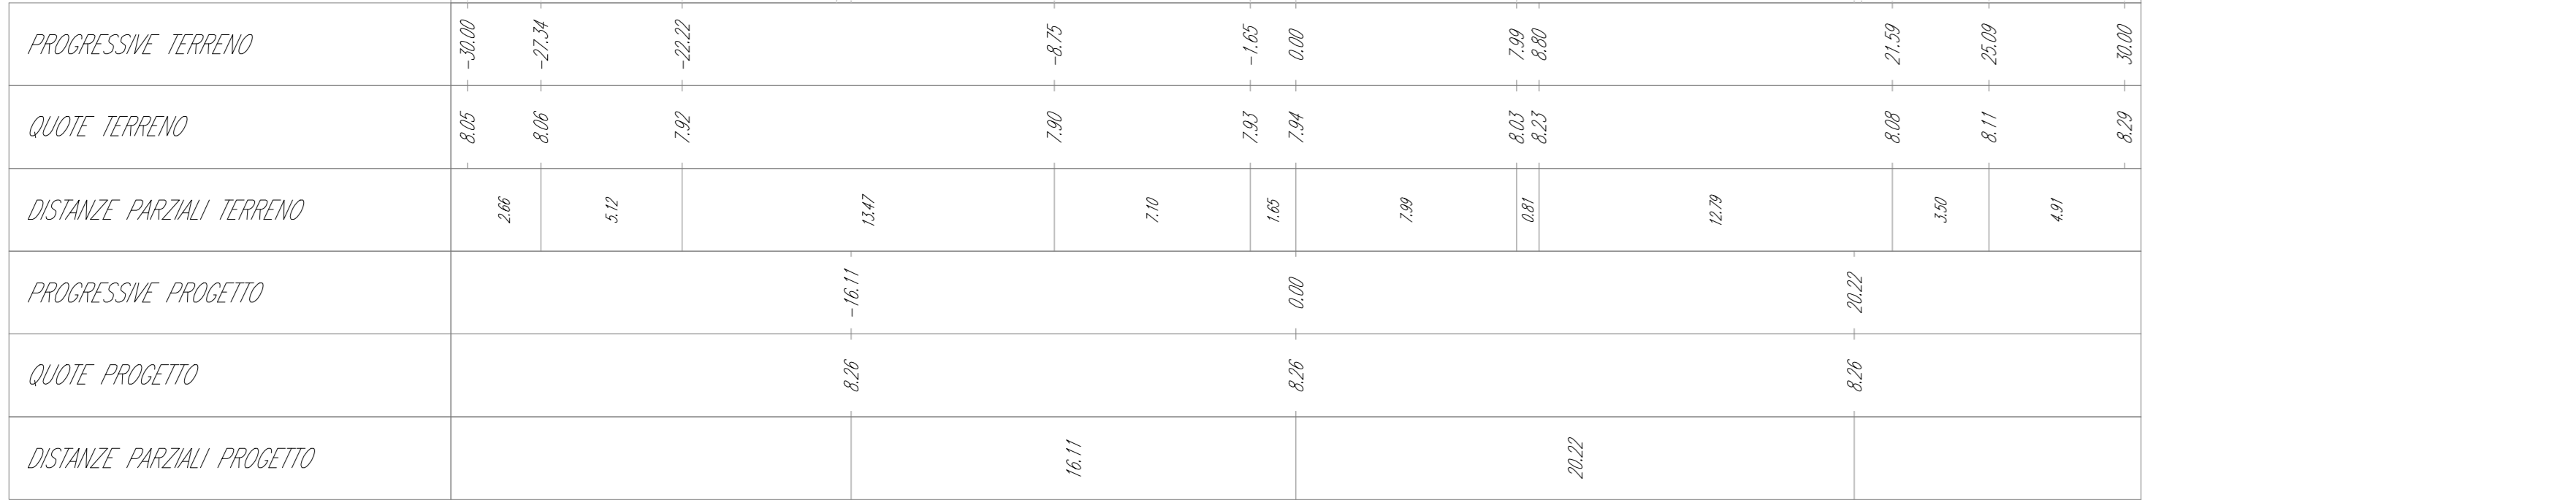 PROGRESSIVE TERRENO -30.00 -27.34 -22.22 -8.75 -1.65 0.00 7.99 8.80 21.59 25.09 30.00
QUOTE TERRENO 8.05 8.06 7.92 7.90 7.93 7.94 8.03 8.23 8.08 8.11 8.29
DISTANZE PARZIALI TERRENO 2.66 5.12 13.47 7.10 1.65 7.99 0.81 12.79 3.50 4.91
PROGRESSIVE PROGETTO -16.11 0.00 20.22
QUOTE PROGETTO 8.26 8.26 8.26
DISTANZE PARZIALI PROGETTO 16.11 20.22